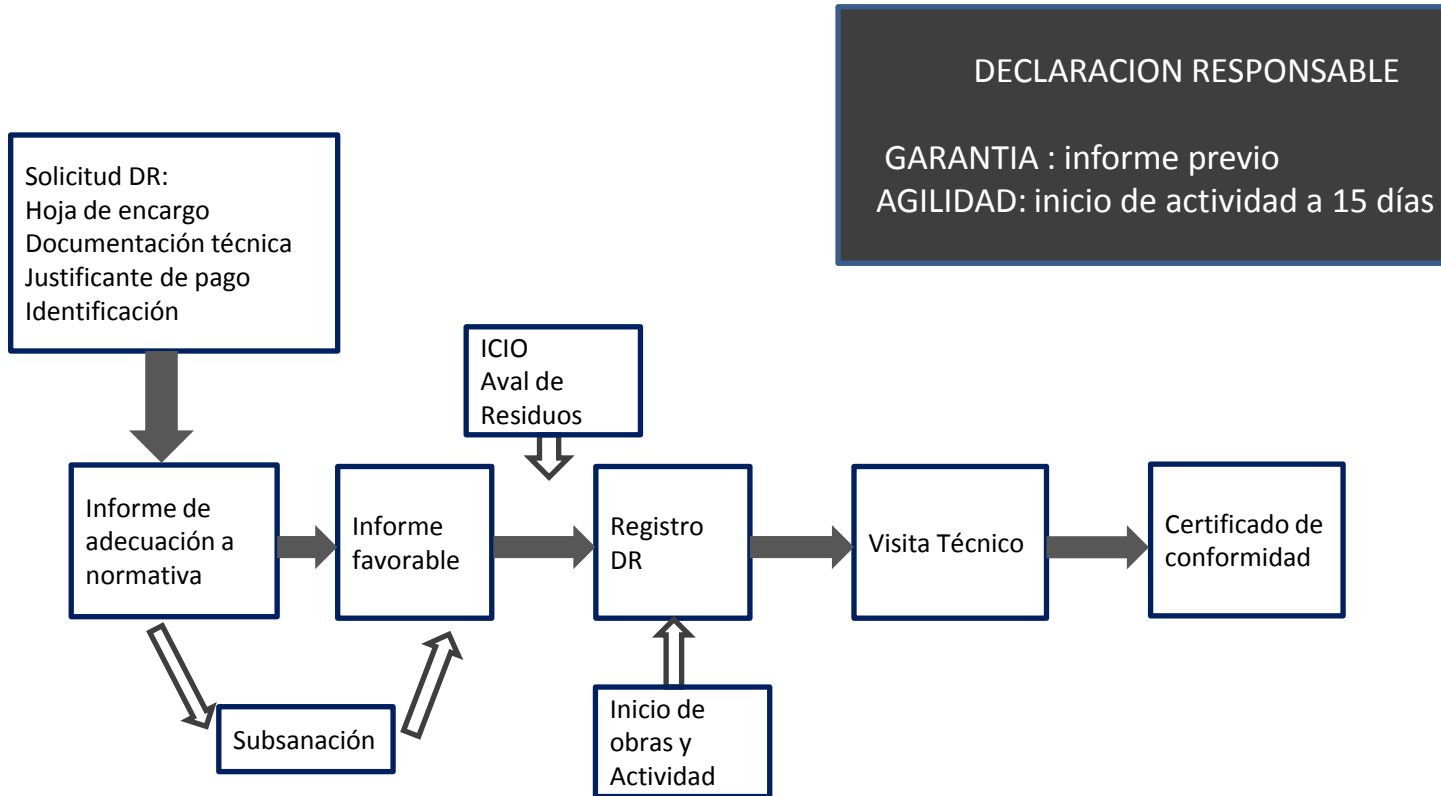 DECLARACION RESPONSABLE
GARANTIA : informe previo
AGILIDAD: inicio de actividad a 15 días
Solicitud DR:
Hoja de encargo
Documentación técnica
Justificante de pago
Identificación
ICIO
Aval de
Residuos
Informe de
adecuación a
normativa
Informe
favorable
Registro
DR
Visita Técnico
Certificado de
conformidad
Subsanación
Inicio de
obras y
Actividad